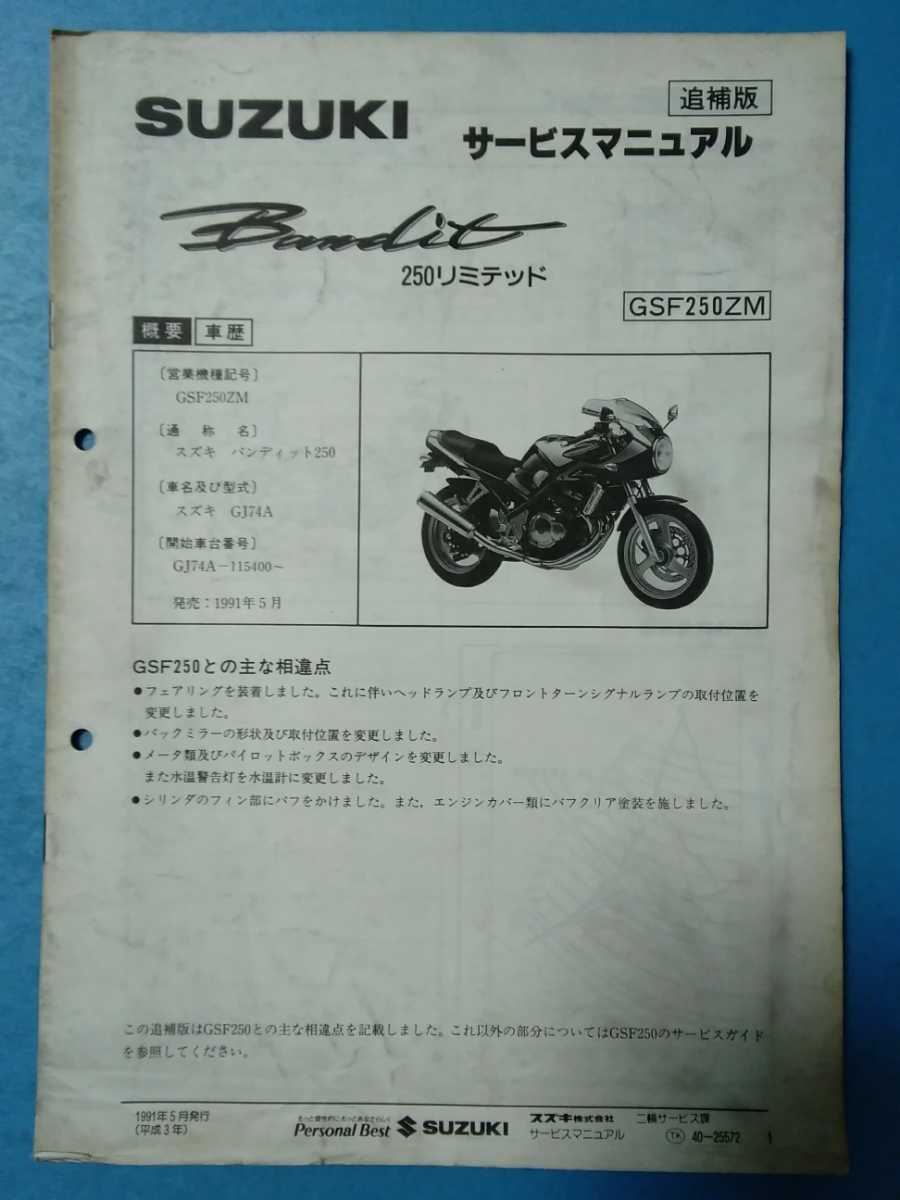 SUZUKI
追補版
サービスマニュアル
Bandit
250リミテッド
GSF250ZM
概要 車歴
〔営業機種記号〕
GSF250ZM
〔通称名〕
スズキ バンディット250
〔車名及び型式〕
スズキ GJ74A
〔開始車台番号〕
GJ74A-115400~
発売:1991年5月
GSF250との主な相違点
●フェアリングを装着しました。これに伴いヘッドランプ及びフロントターンシグナルランプの取付位置を
変更しました。
●バックミラーの形状及び取付位置を変更しました。
●メータ類及びパイロットボックスのデザインを変更しました。
また水温警告灯を水温計に変更しました。
●シリンダのフィン部にバフをかけました。また,エンジンカバー類にバフクリア塗装を施しました。
この追補版はGSF250との主な相違点を記載しました。これ以外の部分についてはGSF250のサービスガイド
を参照してください。
1991年5月発行
(平成3年)
もっと個性的に もっとあなたらしく
Personal Best SUZUKI
スズキ株式会社 二輪サービス課
サービスマニュアル TK 40-25572 1